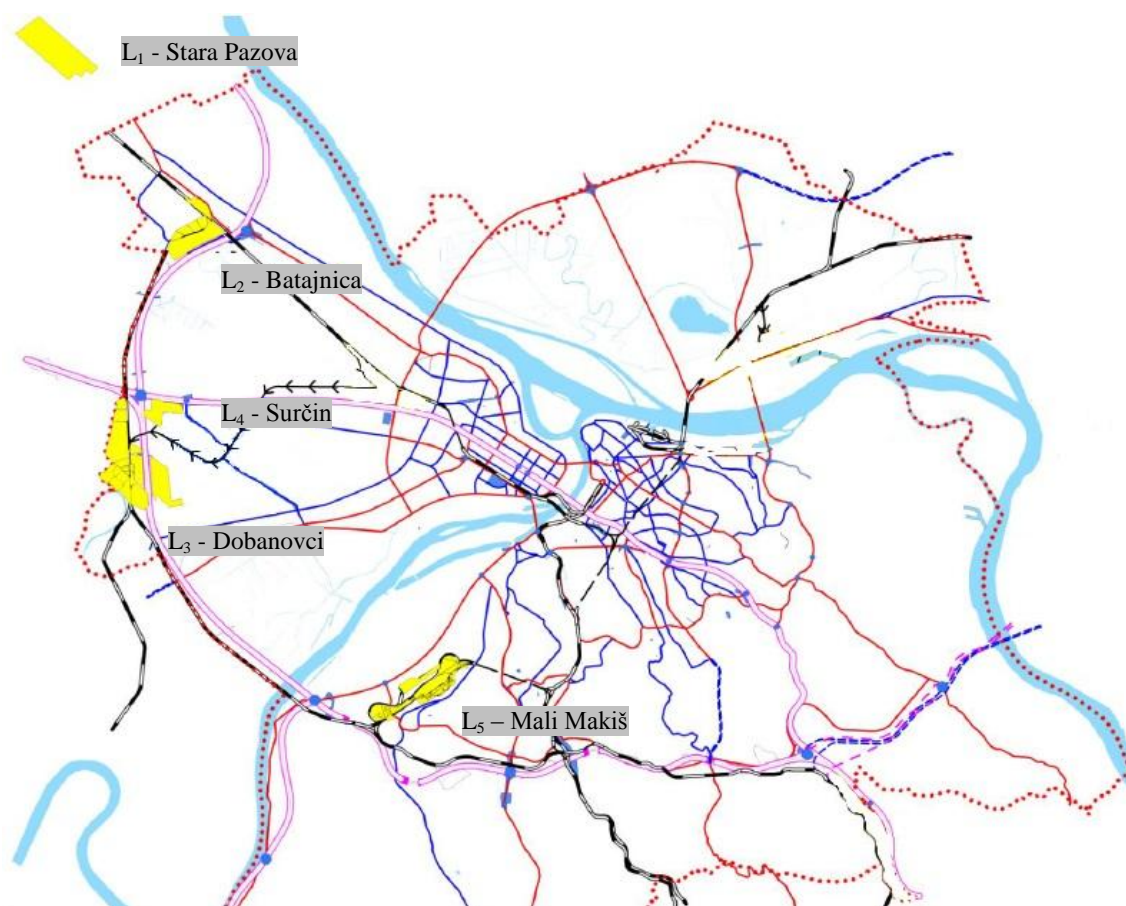 L₁ - Stara Pazova
L₂ - Batajnica
L₄ - Surčin
L₃ - Dobanovci
L₅ – Mali Makiš